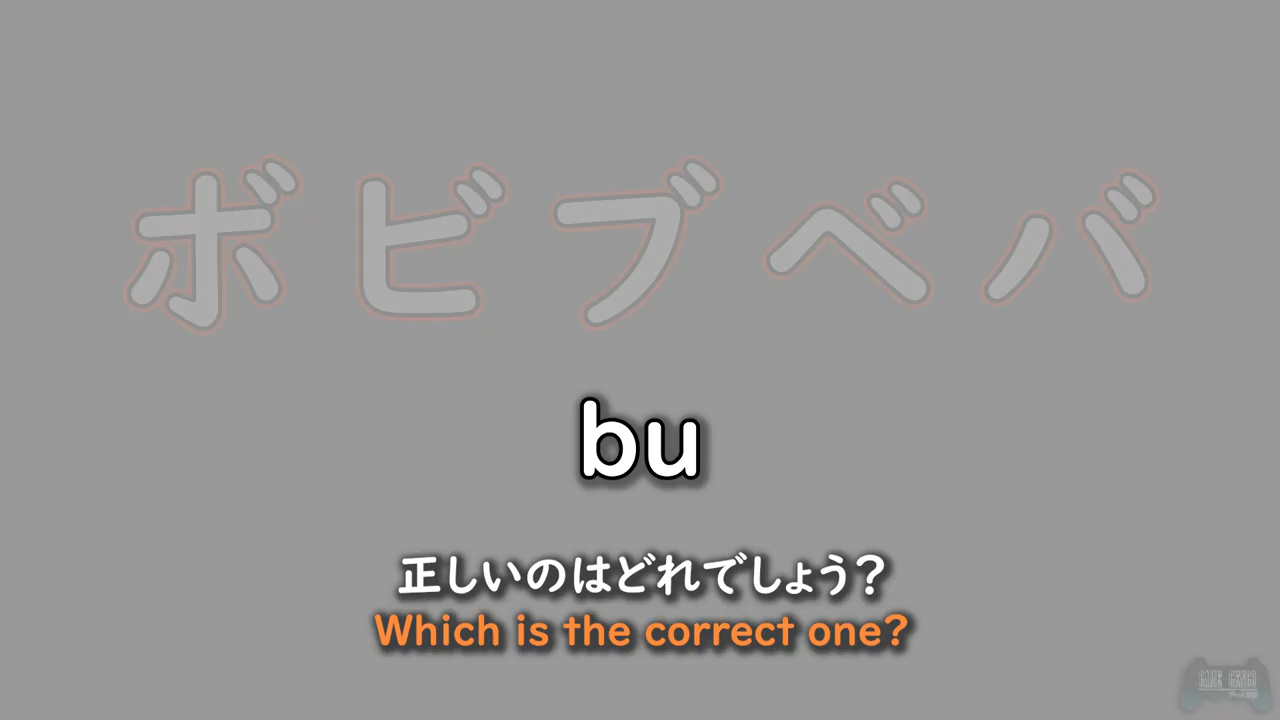 ボビブベバ
bu
正しいのはどれでしょう？
Which is the correct one?